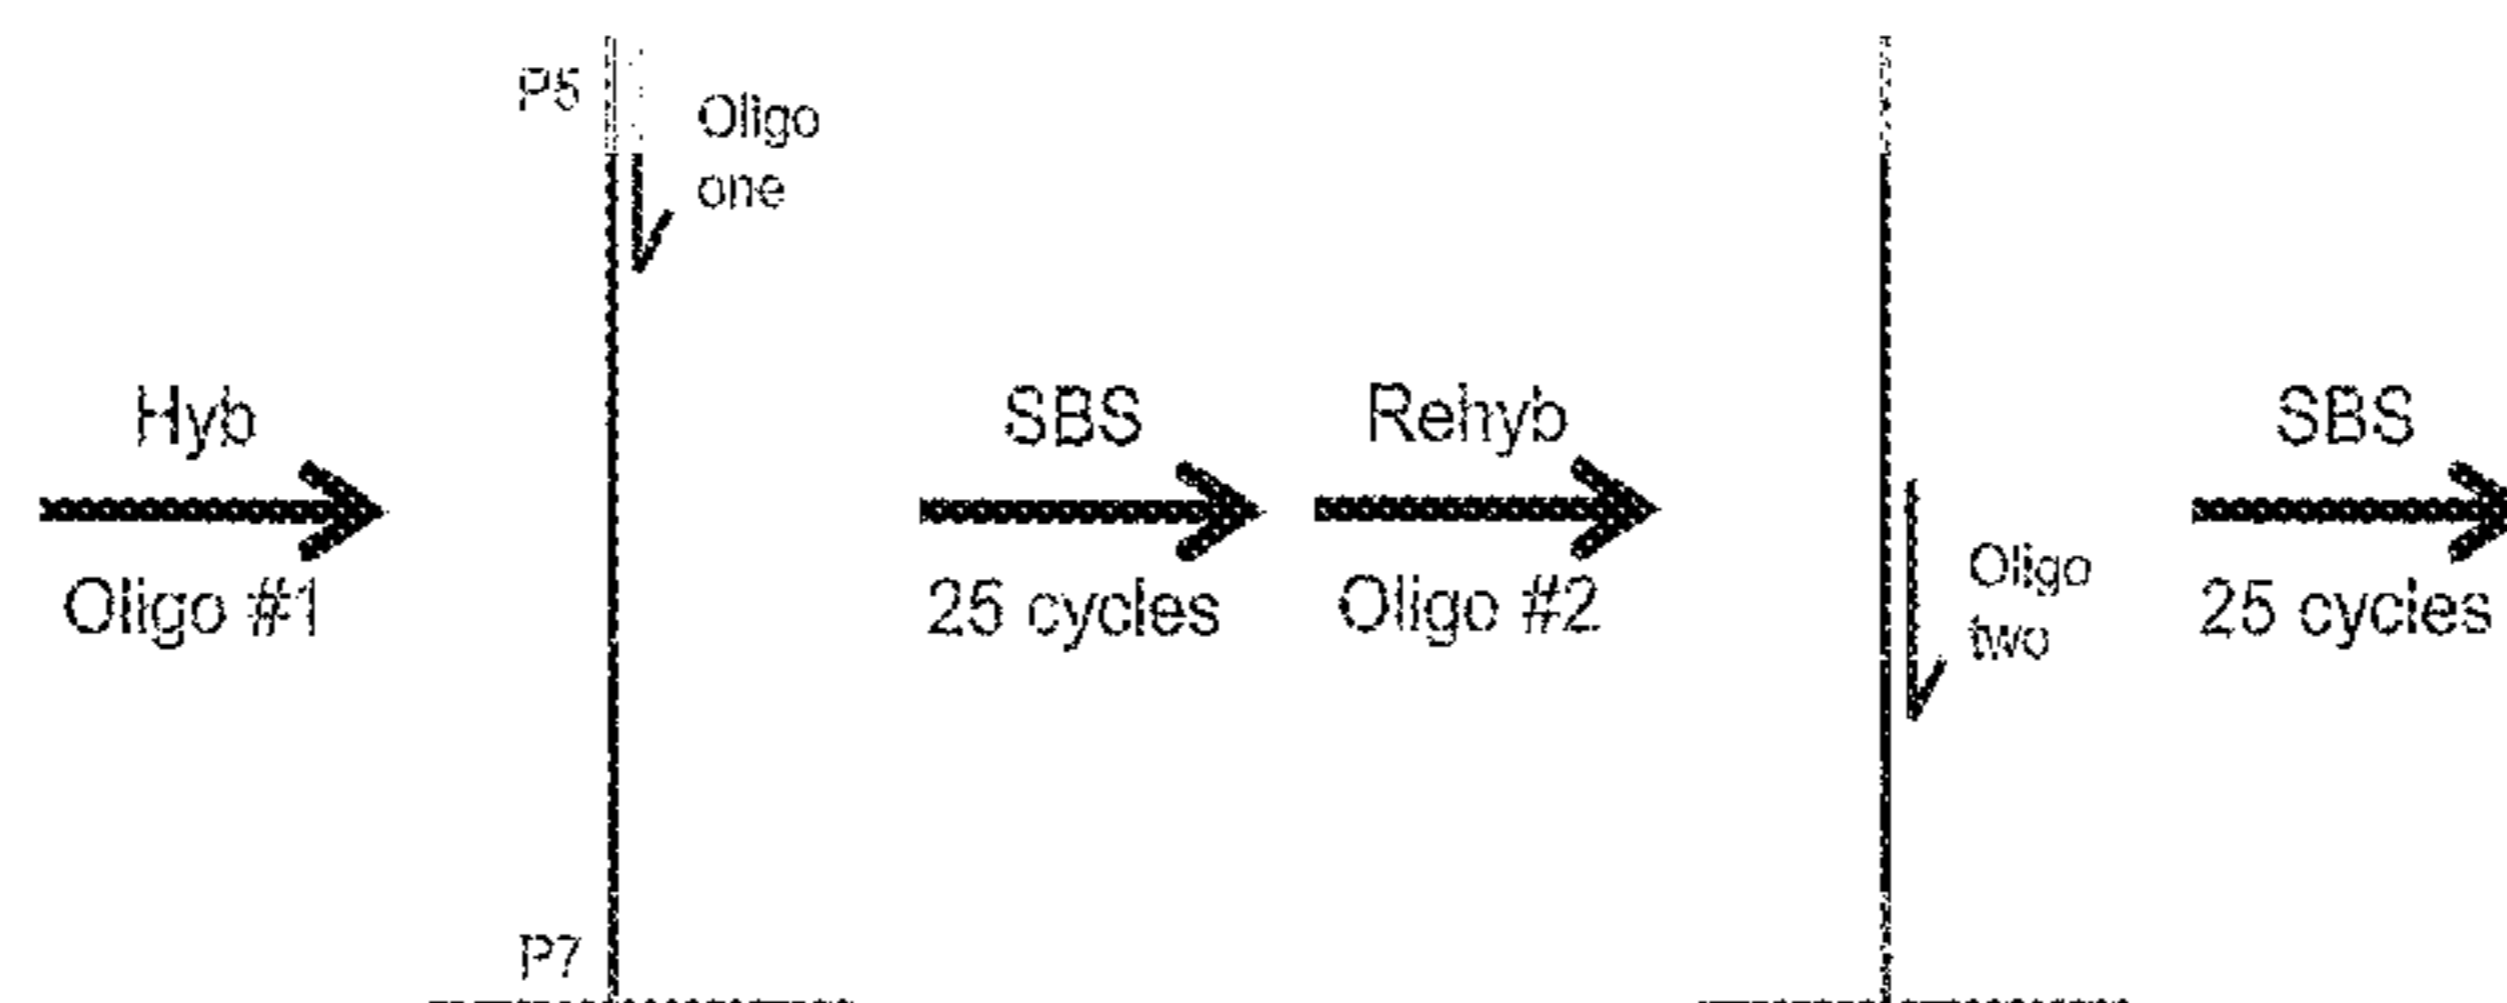 P5
Oligo
one
Hyb
Oligo #1
SBS
25 cycles
Rehyb
Oligo #2
Oligo
two
SBS
25 cycles
P7